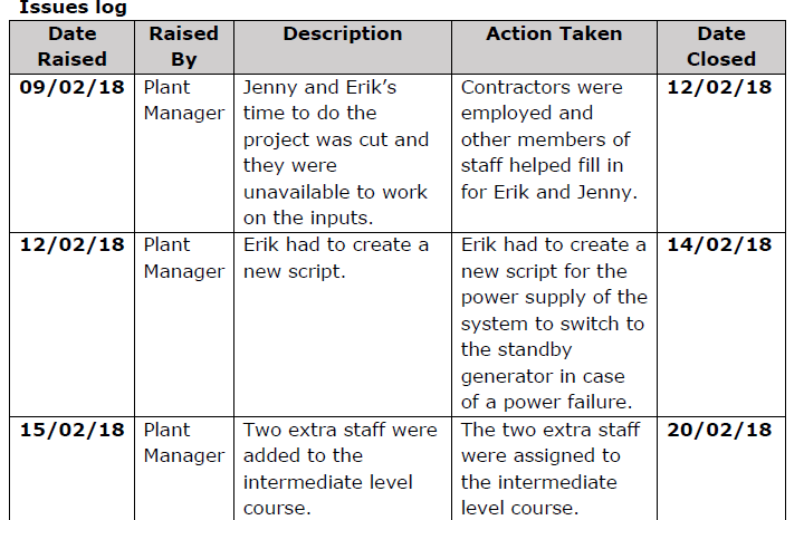 Issues log
Date Raised | Raised By | Description | Action Taken | Date Closed
09/02/18 | Plant Manager | Jenny and Erik’s time to do the project was cut and they were unavailable to work on the inputs. | Contractors were employed and other members of staff helped fill in for Erik and Jenny. | 12/02/18
12/02/18 | Plant Manager | Erik had to create a new script. | Erik had to create a new script for the power supply of the system to switch to the standby generator in case of a power failure. | 14/02/18
15/02/18 | Plant Manager | Two extra staff were added to the intermediate level course. | The two extra staff were assigned to the intermediate level course. | 20/02/18